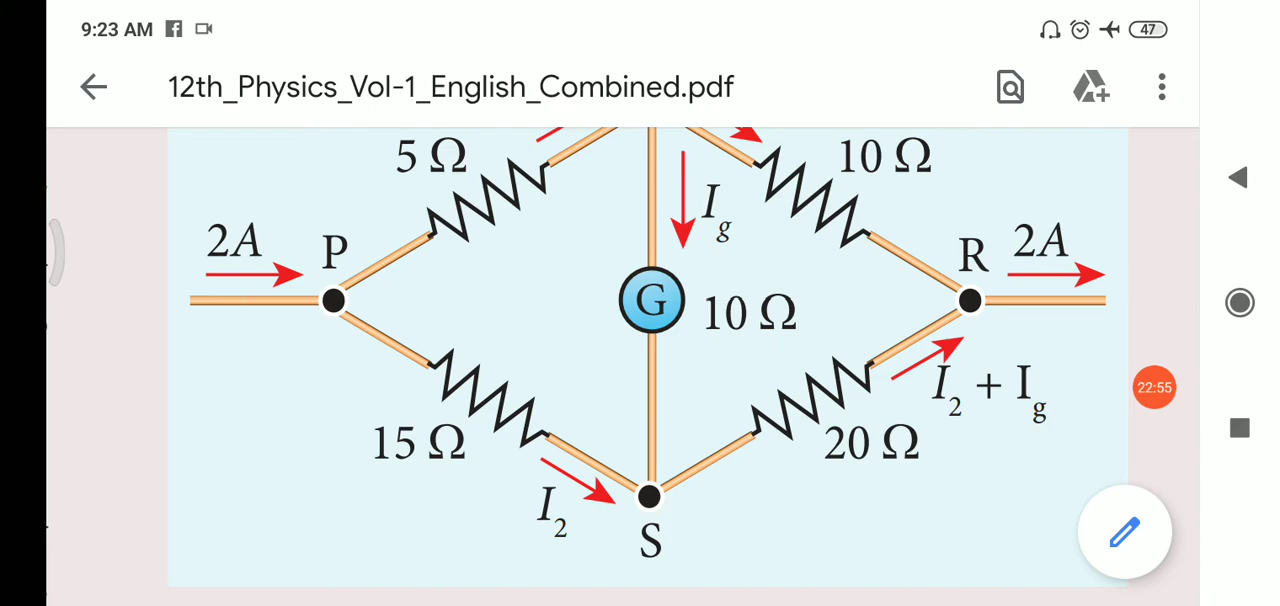 9:23 AM
47
12th_Physics_Vol-1_English_Combined.pdf
5 Ω
10 Ω
I_g
2A
P
R
2A
G
10 Ω
I_2 + I_g
22:55
15 Ω
20 Ω
I_2
S